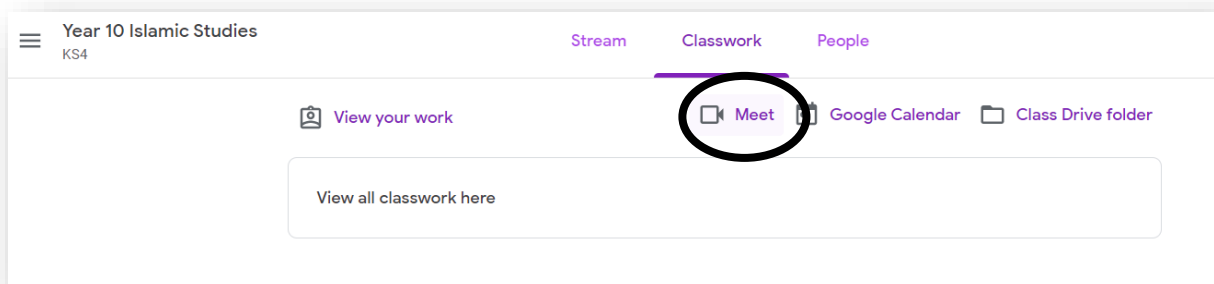 Year 10 Islamic Studies
KS4
Stream Classwork People
View your work Meet Google Calendar Class Drive folder
View all classwork here